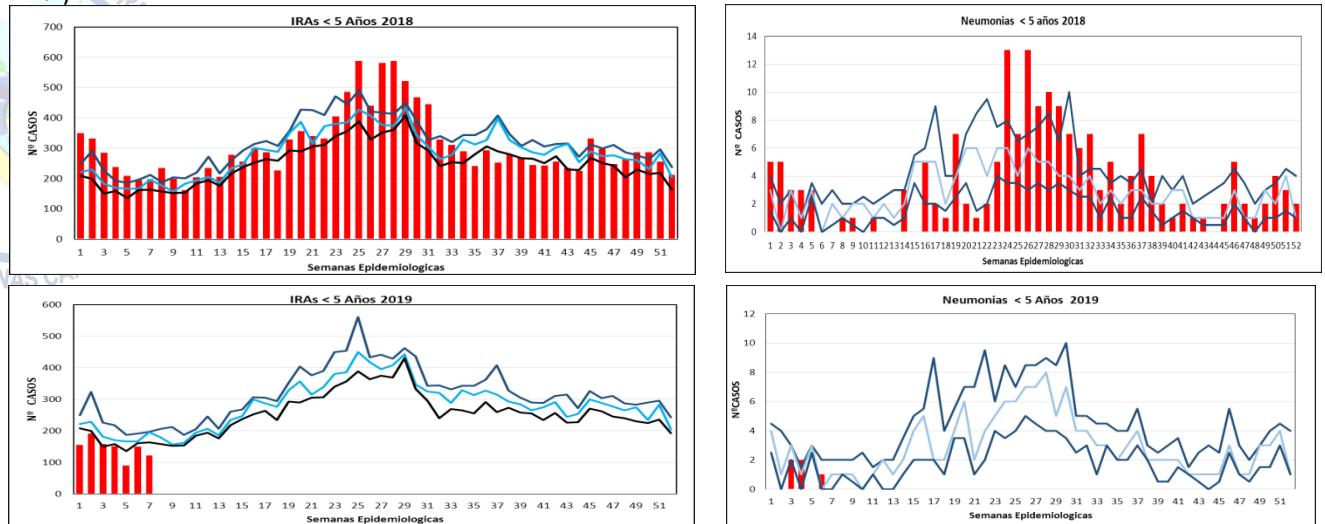 IRAs < 5 Años 2018
Nº CASOS
700
600
500
400
300
200
100
0
1 3 5 7 9 11 13 15 17 19 21 23 25 27 29 31 33 35 37 39 41 43 45 47 49 51
Semanas Epidemiologicas
Neumonias < 5 años 2018
Nº CASOS
14
12
10
8
6
4
2
0
1 2 3 4 5 6 7 8 9 10 11 12 13 14 15 16 17 18 19 20 21 22 23 24 25 26 27 28 29 30 31 32 33 34 35 36 37 38 39 40 41 42 43 44 45 46 47 48 49 50 51 52
Semanas Epidemiologicas
IRAs < 5 Años 2019
Nº CASOS
600
500
400
300
200
100
0
1 3 5 7 9 11 13 15 17 19 21 23 25 27 29 31 33 35 37 39 41 43 45 47 49 51
Semanas Epidemiologicas
Neumonias < 5 Años 2019
NºCASOS
12
10
8
6
4
2
0
1 3 5 7 9 11 13 15 17 19 21 23 25 27 29 31 33 35 37 39 41 43 45 47 49 51
Semanas Epidemiologicas